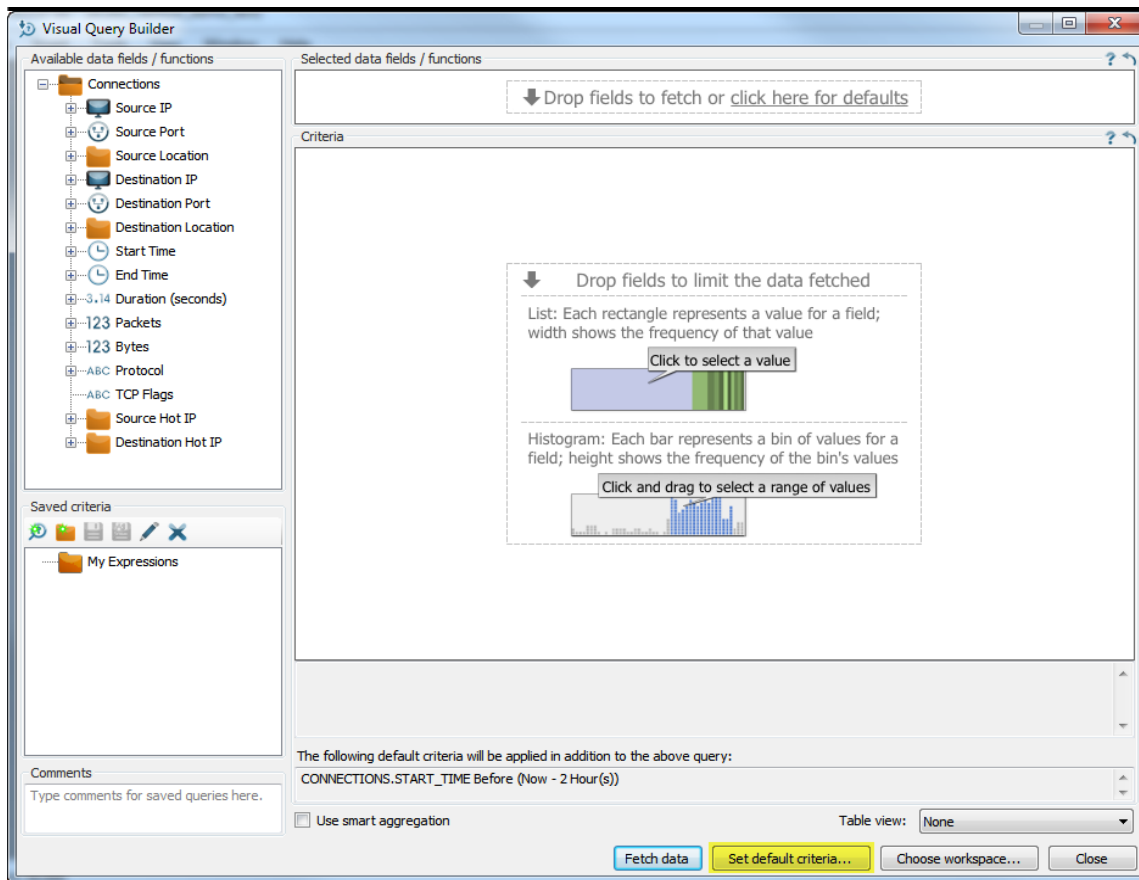 Visual Query Builder
Available data fields / functions
Connections
Source IP
Source Port
Source Location
Destination IP
Destination Port
Destination Location
Start Time
End Time
3.14 Duration (seconds)
123 Packets
123 Bytes
ABC Protocol
ABC TCP Flags
Source Hot IP
Destination Hot IP
Saved criteria
My Expressions
Comments
Type comments for saved queries here.
Selected data fields / functions
Drop fields to fetch or click here for defaults
Criteria
Drop fields to limit the data fetched
List: Each rectangle represents a value for a field;
width shows the frequency of that value
Click to select a value
Histogram: Each bar represents a bin of values for a
field; height shows the frequency of the bin's values
Click and drag to select a range of values
The following default criteria will be applied in addition to the above query:
CONNECTIONS.START_TIME Before (Now - 2 Hour(s))
Use smart aggregation
Table view: None
Fetch data
Set default criteria...
Choose workspace...
Close